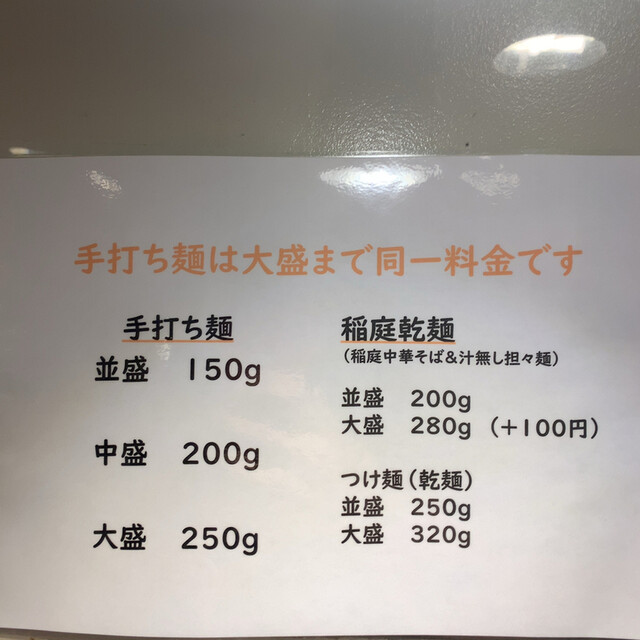 手打ち麺は大盛まで同一料金です
手打ち麺
並盛 150g
中盛 200g
大盛 250g
稲庭乾麺
（稲庭中華そば&汁無し担々麺）
並盛 200g
大盛 280g （+100円）
つけ麺（乾麺）
並盛 250g
大盛 320g